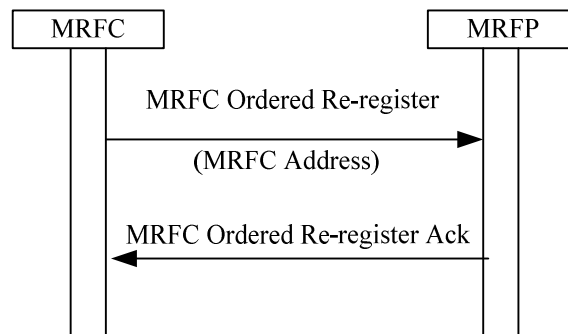 MRFC
MRFP
MRFC Ordered Re-register
(MRFC Address)
MRFC Ordered Re-register Ack